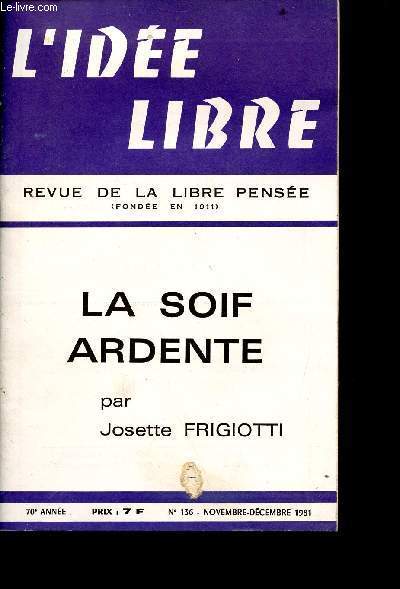 Le-livre.com
L'IDÉE
LIBRE
REVUE DE LA LIBRE PENSÉE
(FONDÉE EN 1911)
LA SOIF
ARDENTE
par
Josette FRIGIOTTI
70e ANNÉE PRIX : 7 F N° 136 - NOVEMBRE-DÉCEMBRE 1981